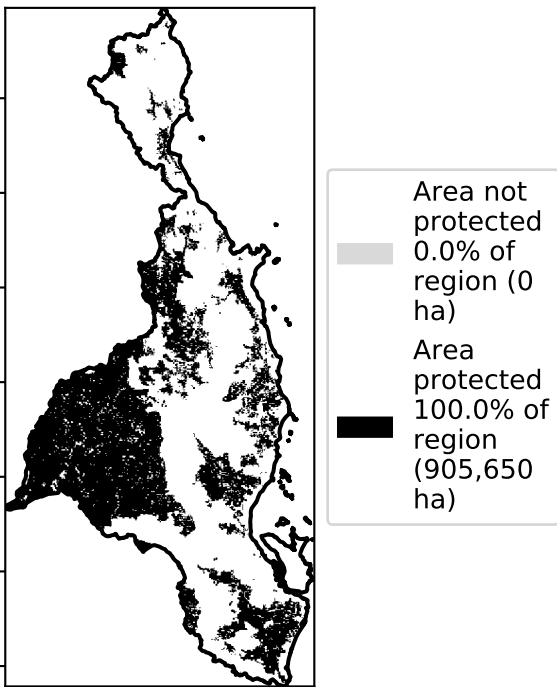 Area not
protected
0.0% of
region (0
ha)
Area
protected
100.0% of
region
(905,650
ha)